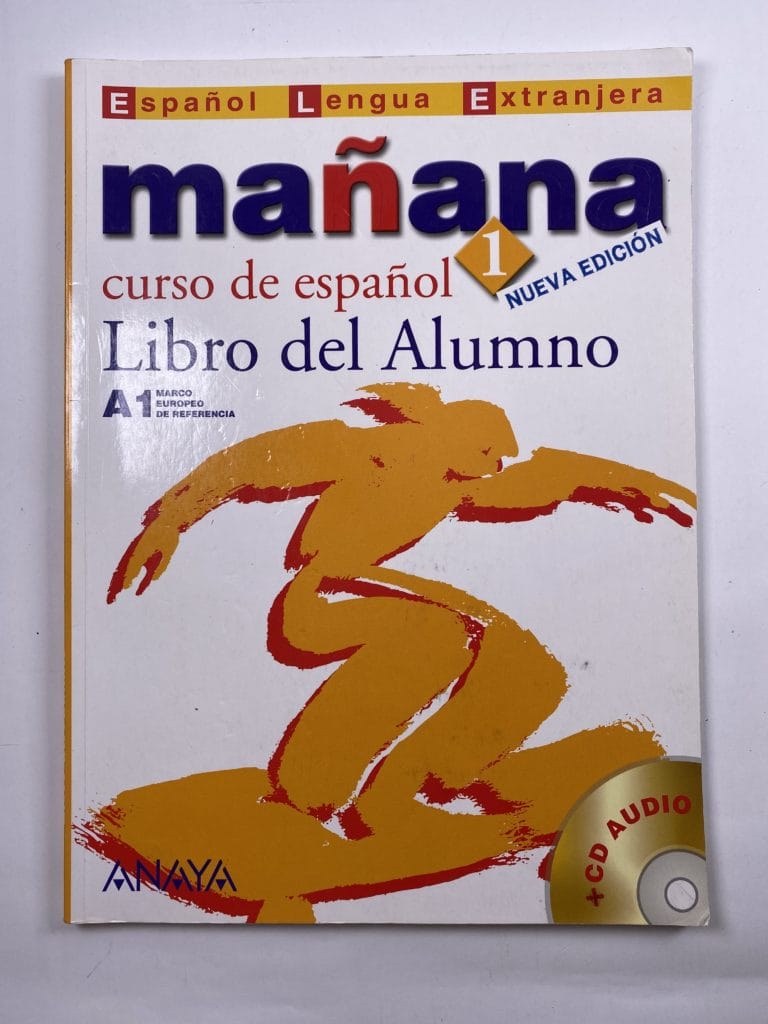 Español Lengua Extranjera
mañana
1
NUEVA EDICIÓN
curso de español
Libro del Alumno
A1 MARCO
EUROPEO
DE REFERENCIA
ANAYA
+CD AUDIO